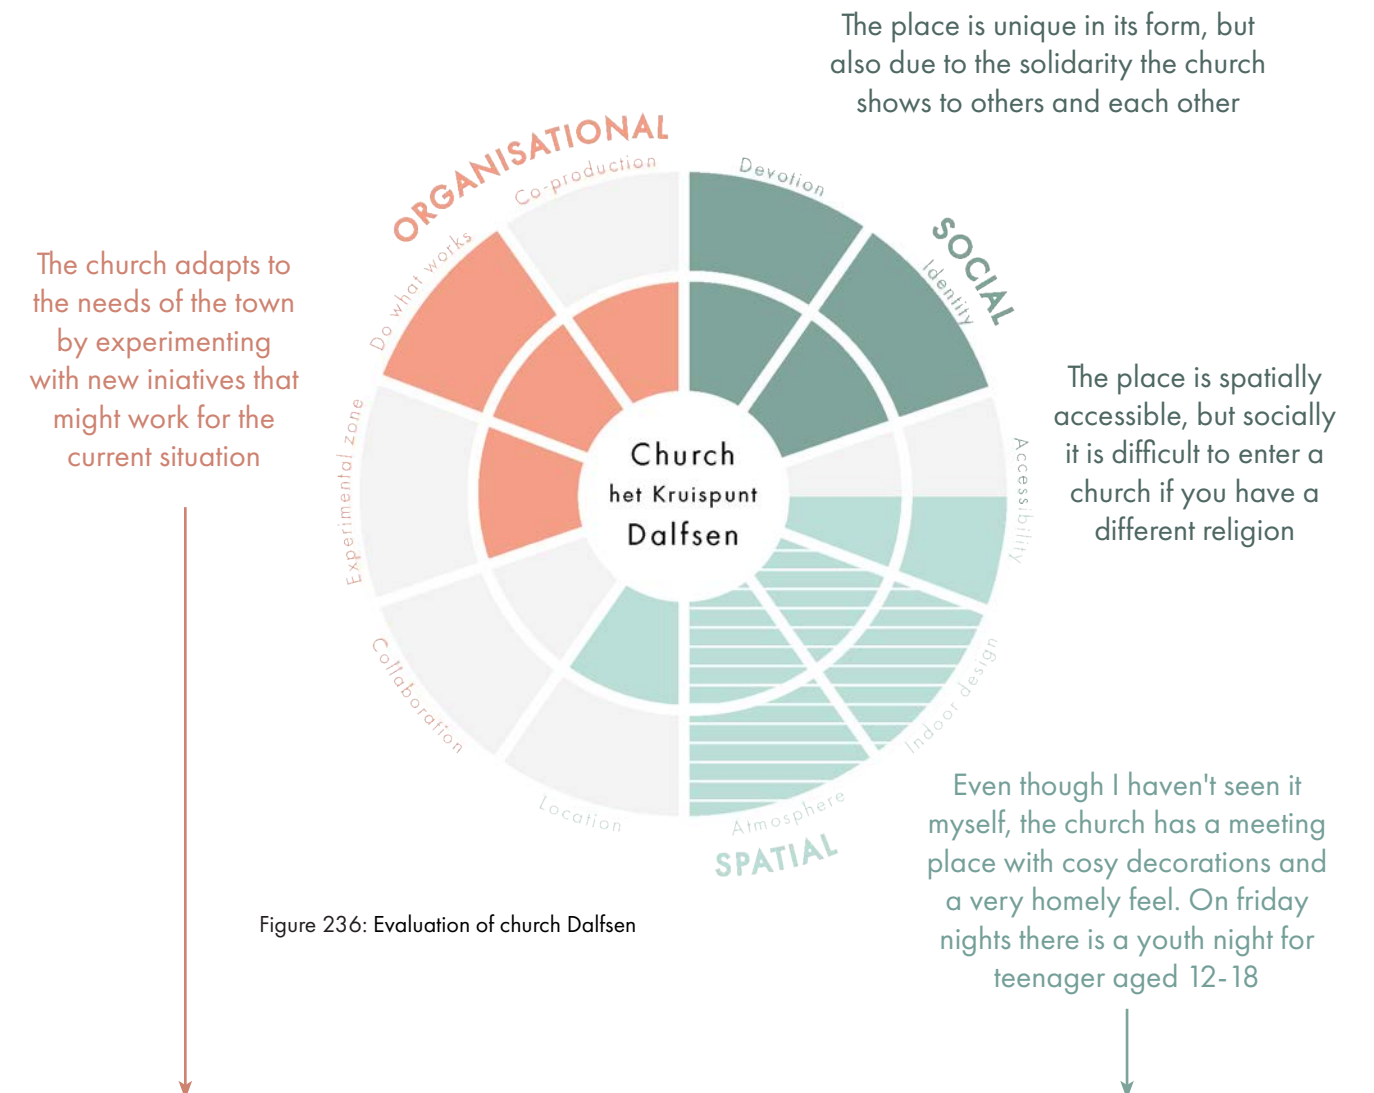 The place is unique in its form, but
also due to the solidarity the church
shows to others and each other
ORGANISATIONAL
Co-production
Devotion
Do what works
SOCIAL
Identity
The church adapts to
the needs of the town
by experimenting
with new iniatives that
might work for the
current situation
The place is spatially
accessible, but socially
it is difficult to enter a
church if you have a
different religion
Experimental zone
Accessibility
Church
het Kruispunt
Dalfsen
Collaboration
Indoor design
Location
Atmosphere
SPATIAL
Even though I haven't seen it
myself, the church has a meeting
place with cosy decorations and
a very homely feel. On friday
nights there is a youth night for
teenager aged 12-18
Figure 236: Evaluation of church Dalfsen